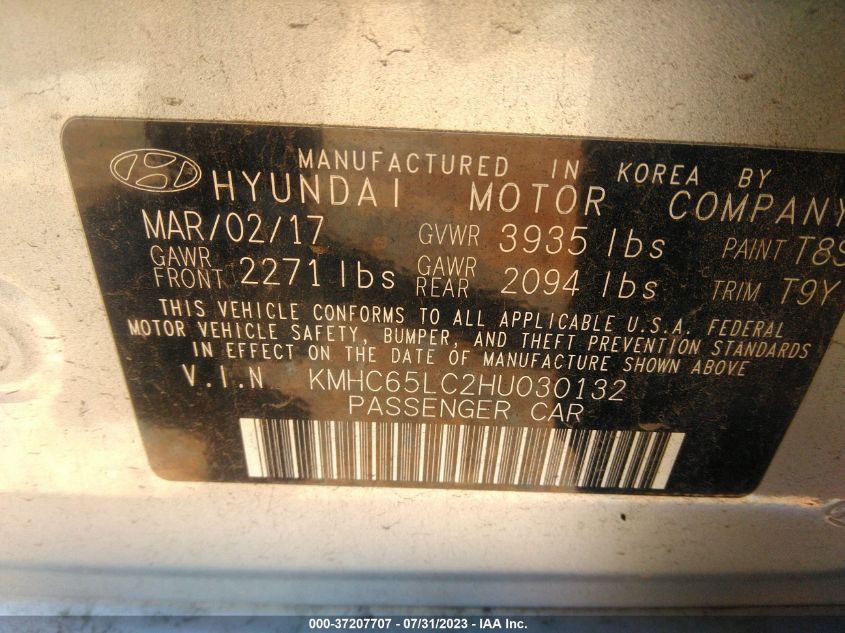 MANUFACTURED IN KOREA BY
HYUNDAI MOTOR COMPANY
MAR/02/17 GVWR 3935 lbs PAINT T8S
GAWR FRONT 2271 lbs GAWR REAR 2094 lbs TRIM T9Y
THIS VEHICLE CONFORMS TO ALL APPLICABLE U.S.A. FEDERAL
MOTOR VEHICLE SAFETY, BUMPER, AND THEFT PREVENTION STANDARDS
IN EFFECT ON THE DATE OF MANUFACTURE SHOWN ABOVE
V.I.N KMHC65LC2HU030132
PASSENGER CAR
000-37207707 - 07/31/2023 - IAA Inc.